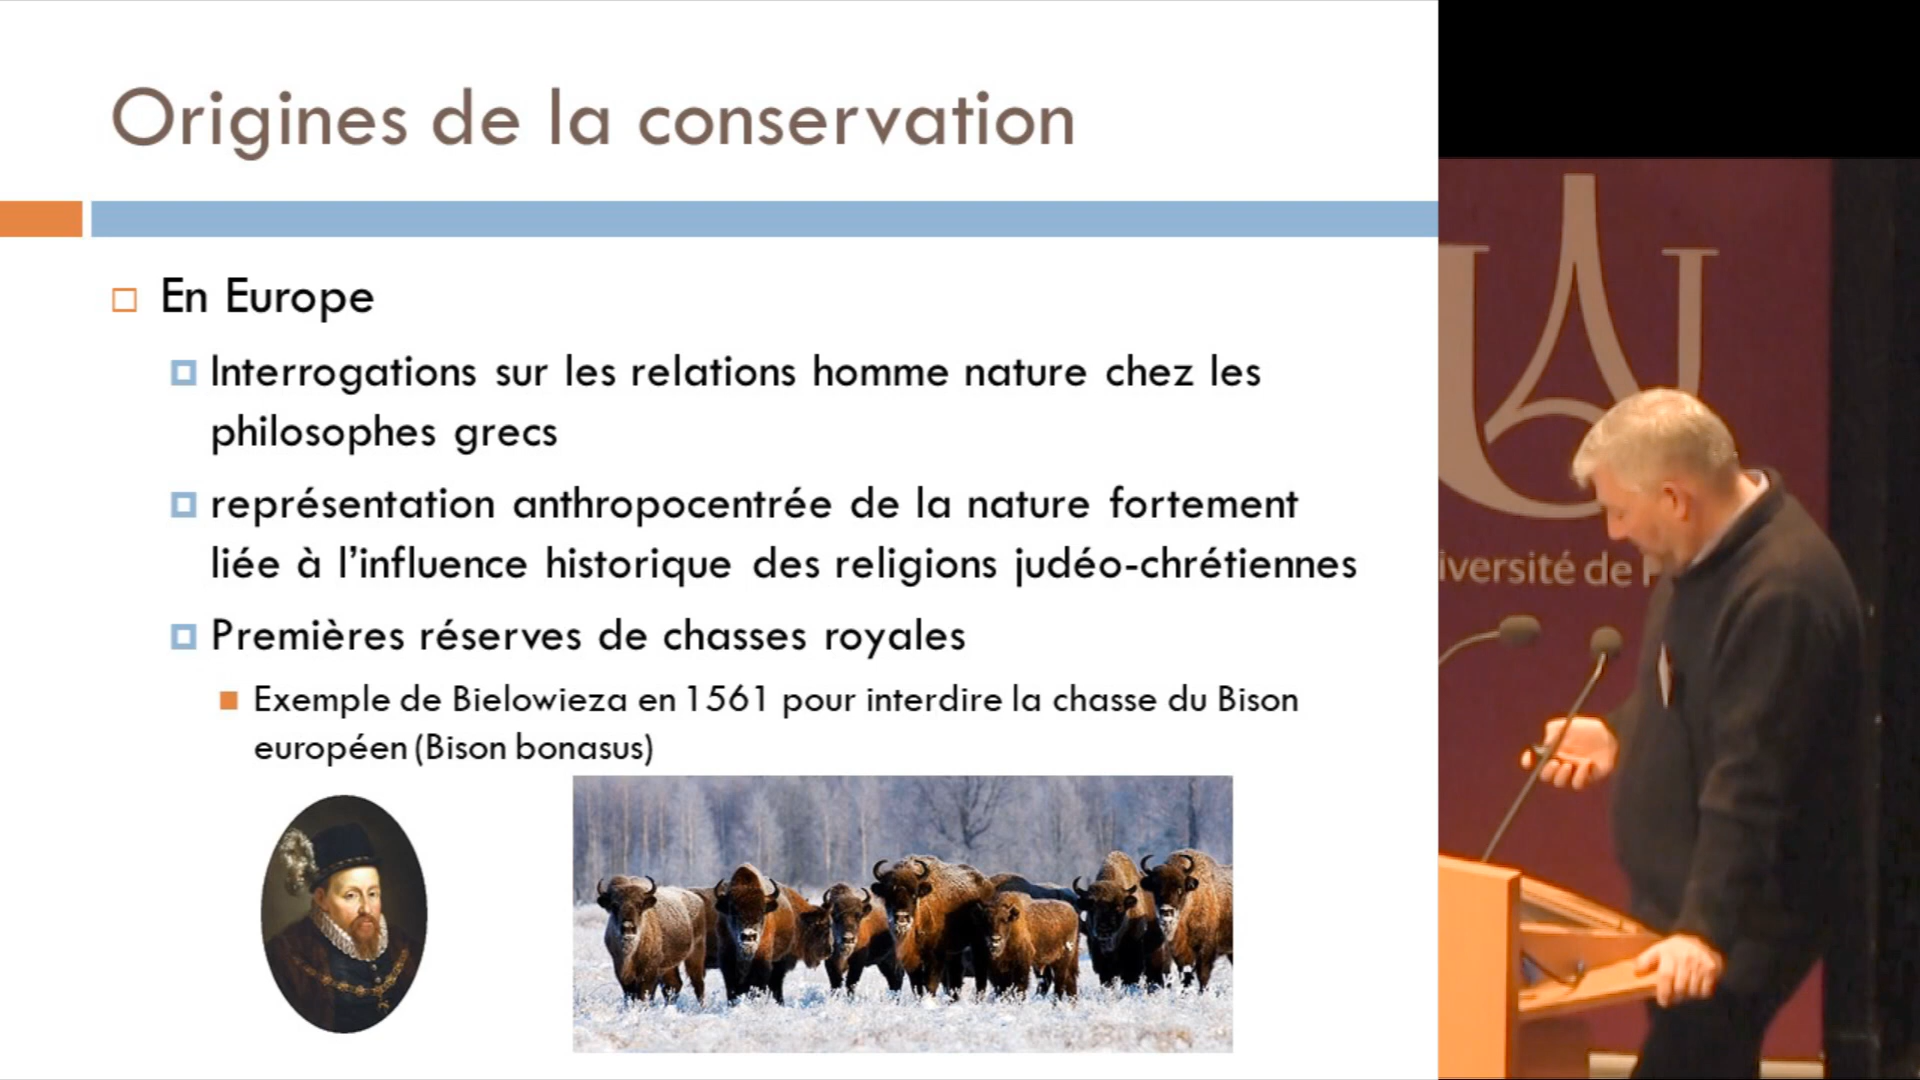 Origines de la conservation
En Europe
Interrogations sur les relations homme nature chez les
philosophes grecs
représentation anthropocentrée de la nature fortement
liée à l'influence historique des religions judéo-chrétiennes
Premières réserves de chasses royales
Exemple de Bielowieza en 1561 pour interdire la chasse du Bison
européen (Bison bonasus)
iversité de